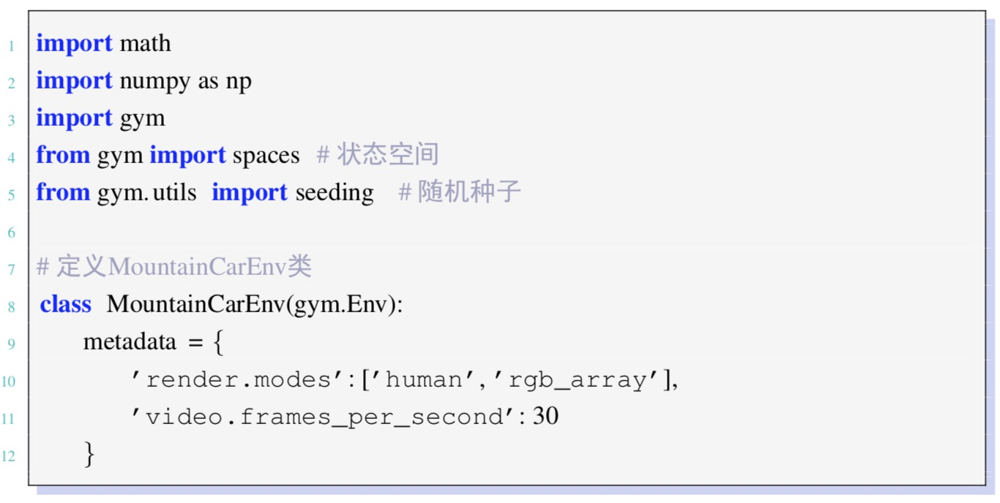 1 import math
2 import numpy as np
3 import gym
4 from gym import spaces # 状态空间
5 from gym.utils import seeding # 随机种子
6
7 # 定义MountainCarEnv类
8 class MountainCarEnv(gym.Env):
9 metadata = {
10 'render.modes':['human','rgb_array'],
11 'video.frames_per_second':30
12 }